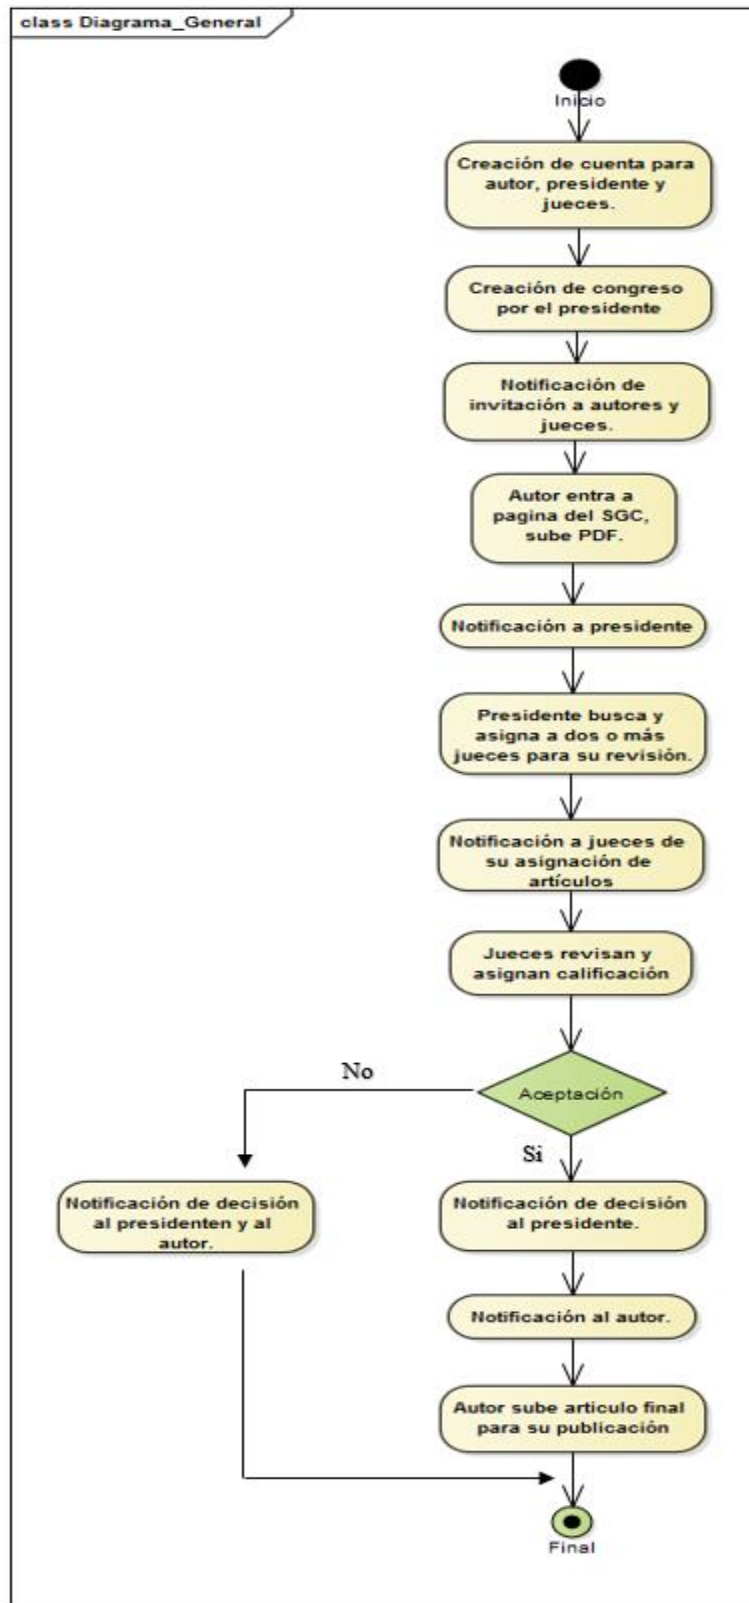 class Diagrama_General
Inicio
Creación de cuenta para
autor, presidente y
jueces.
Creación de congreso
por el presidente
Notificación de
invitación a autores y
jueces.
Autor entra a
pagina del SGC,
sube PDF.
Notificación a presidente
Presidente busca y
asigna a dos o más
jueces para su revisión.
Notificación a jueces de
su asignación de
artículos
Jueces revisan y
asignan calificación
Aceptación
No
Si
Notificación de decisión
al presidenten y al
autor.
Notificación de decisión
al presidente.
Notificación al autor.
Autor sube articulo final
para su publicación
Final